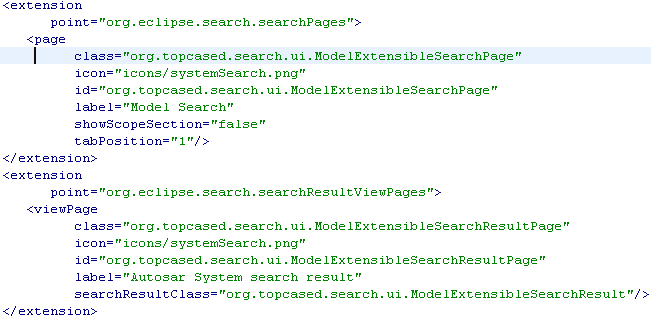 <extension
point="org.eclipse.search.searchPages">
<page
class="org.topcased.search.ui.ModelExtensibleSearchPage"
icon="icons/systemSearch.png"
id="org.topcased.search.ui.ModelExtensibleSearchPage"
label="Model Search"
showScopeSection="false"
tabPosition="1"/>
</extension>
<extension
point="org.eclipse.search.searchResultViewPages">
<viewPage
class="org.topcased.search.ui.ModelExtensibleSearchResultPage"
icon="icons/systemSearch.png"
id="org.topcased.search.ui.ModelExtensibleSearchResultPage"
label="Autosar System search result"
searchResultClass="org.topcased.search.ui.ModelExtensibleSearchResult"/>
</extension>